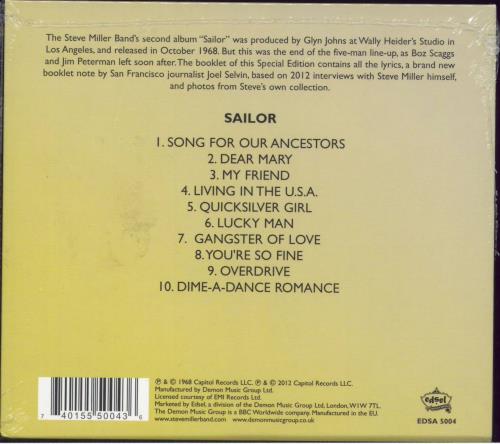 The Steve Miller Band's second album "Sailor" was produced by Glyn Johns at Wally Heider's Studio in
Los Angeles, and released in October 1968. But this was the end of the five-man line-up, as Boz Scaggs
and Jim Peterman left soon after. The booklet of this Special Edition contains all the lyrics, a brand new
booklet note by San Francisco journalist Joel Selvin, based on 2012 interviews with Steve Miller himself,
and photos from Steve's own collection.
SAILOR
1. SONG FOR OUR ANCESTORS
2. DEAR MARY
3. MY FRIEND
4. LIVING IN THE U.S.A.
5. QUICKSILVER GIRL
6. LUCKY MAN
7. GANGSTER OF LOVE
8. YOU'RE SO FINE
9. OVERDRIVE
10. DIME-A-DANCE ROMANCE
℗ & © 1968 Capitol Records LLC. ℗ & © 2012 Capitol Records LLC.
Manufactured by Demon Music Group Ltd.
Licensed courtesy of EMI Records Ltd.
Marketed by Edsel, a division of the Demon Music Group Ltd, London, W1W 7TL.
The Demon Music Group is a BBC Worldwide company. Manufactured in the EU.
www.stevemillerband.com www.demonmusicgroup.co.uk
7 40155 50043 6
edsel
EDSA 5004